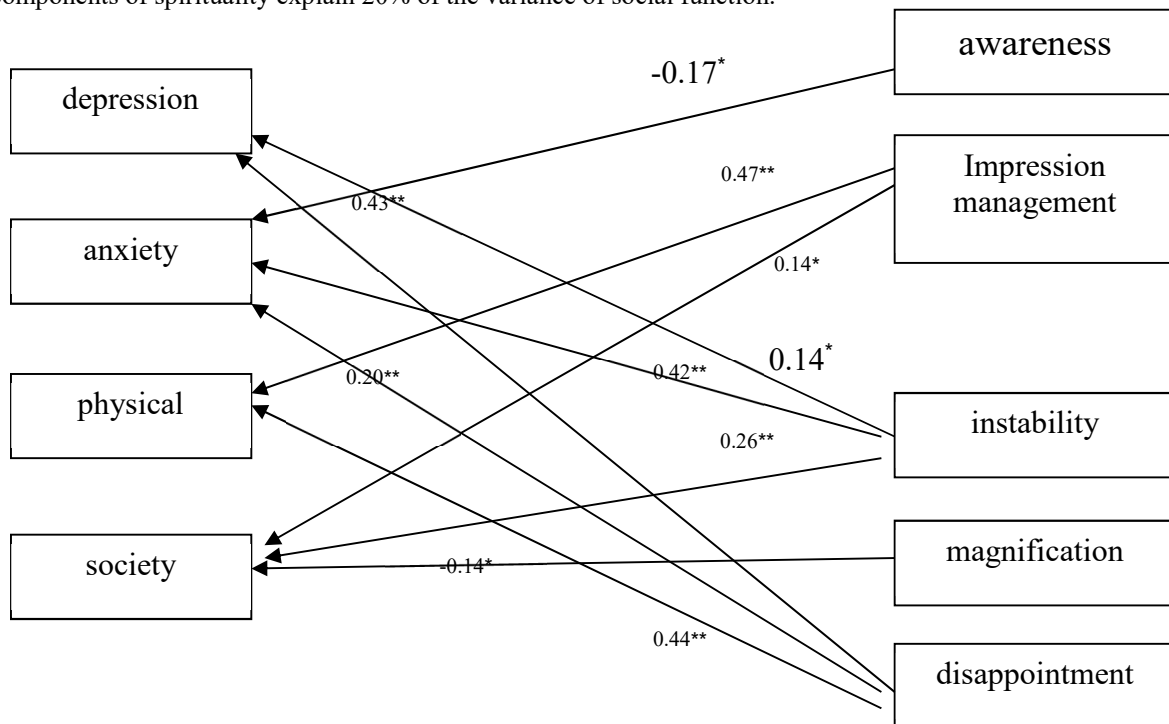 components of spirituality explain 20% of the variance of social function.
awareness
-0.17*
depression
Impression
management
0.47**
0.43**
anxiety
0.14*
0.14*
0.42**
0.20**
physical
instability
0.26**
society
magnification
-0.14*
0.44**
disappointment